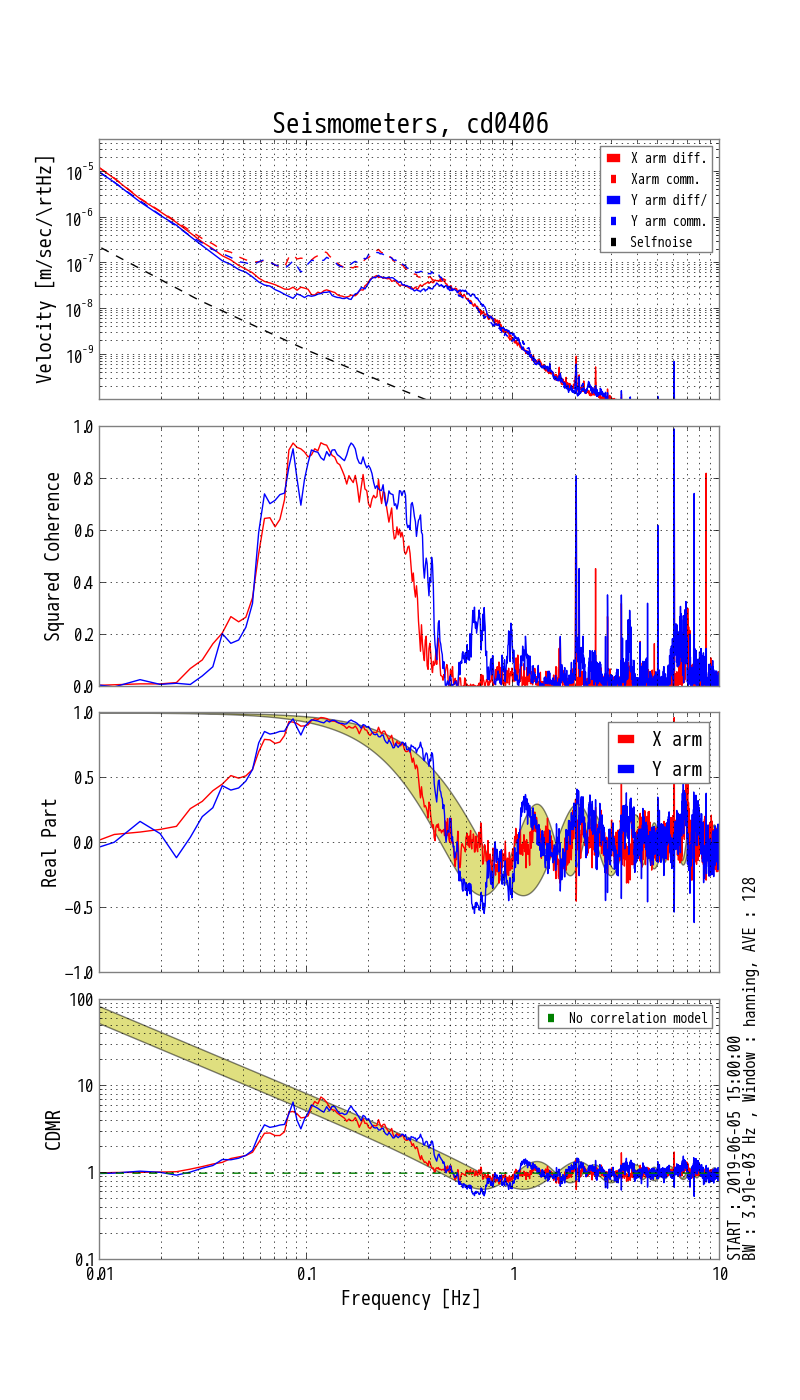 Seismometers, cd0406
Velocity [m/sec/\rtHz]
10^-5
10^-6
10^-7
10^-8
10^-9
X arm diff.
Xarm comm.
Y arm diff/
Y arm comm.
Selfnoise
Squared Coherence
1.0
0.8
0.6
0.4
0.2
0.0
Real Part
1.0
0.5
0.0
−0.5
−1.0
X arm
Y arm
CDMR
100
10
1
0.1
No correlation model
0.01
0.1
1
10
Frequency [Hz]
START : 2019-06-05 15:00:00
BW : 3.91e-03 Hz , Window : hanning, AVE : 128